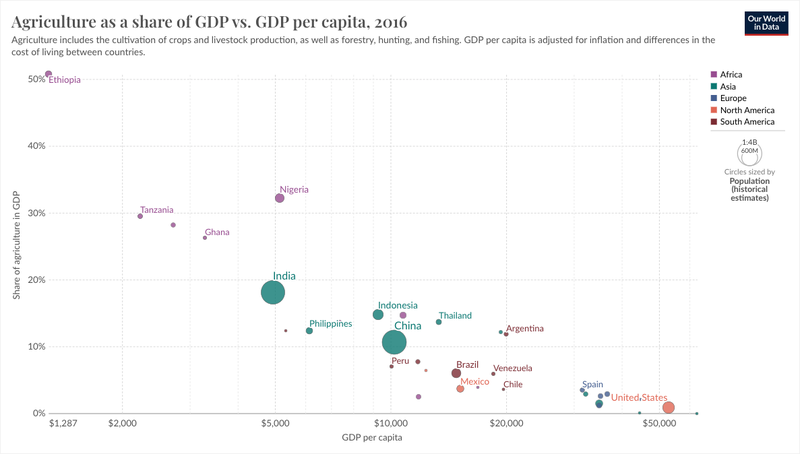 Agriculture as a share of GDP vs. GDP per capita, 2016
Agriculture includes the cultivation of crops and livestock production, as well as forestry, hunting, and fishing. GDP per capita is adjusted for inflation and differences in the
cost of living between countries.
Our World
in Data
50%
Ethiopia
40%
30%
20%
10%
0%
Share of agriculture in GDP
Nigeria
Tanzania
Ghana
India
Indonesia
Philippines
China
Thailand
Argentina
Peru
Brazil
Venezuela
Mexico
Chile
Spain
United States
$1,287
$2,000
$5,000
$10,000
$20,000
$50,000
GDP per capita
Africa
Asia
Europe
North America
South America
1:4B
600M
Circles sized by
Population
(historical
estimates)